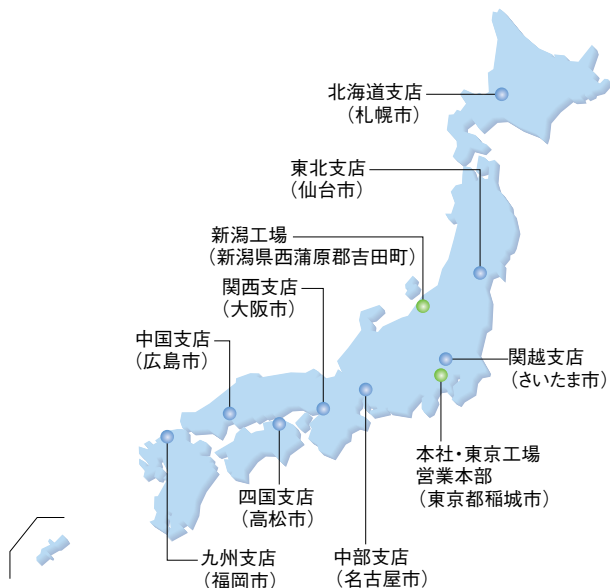 北海道支店
（札幌市）
東北支店
（仙台市）
新潟工場
（新潟県西蒲原郡吉田町）
関西支店
（大阪市）
中国支店
（広島市）
関越支店
（さいたま市）
本社・東京工場
営業本部
（東京都稲城市）
四国支店
（高松市）
九州支店
（福岡市）
中部支店
（名古屋市）